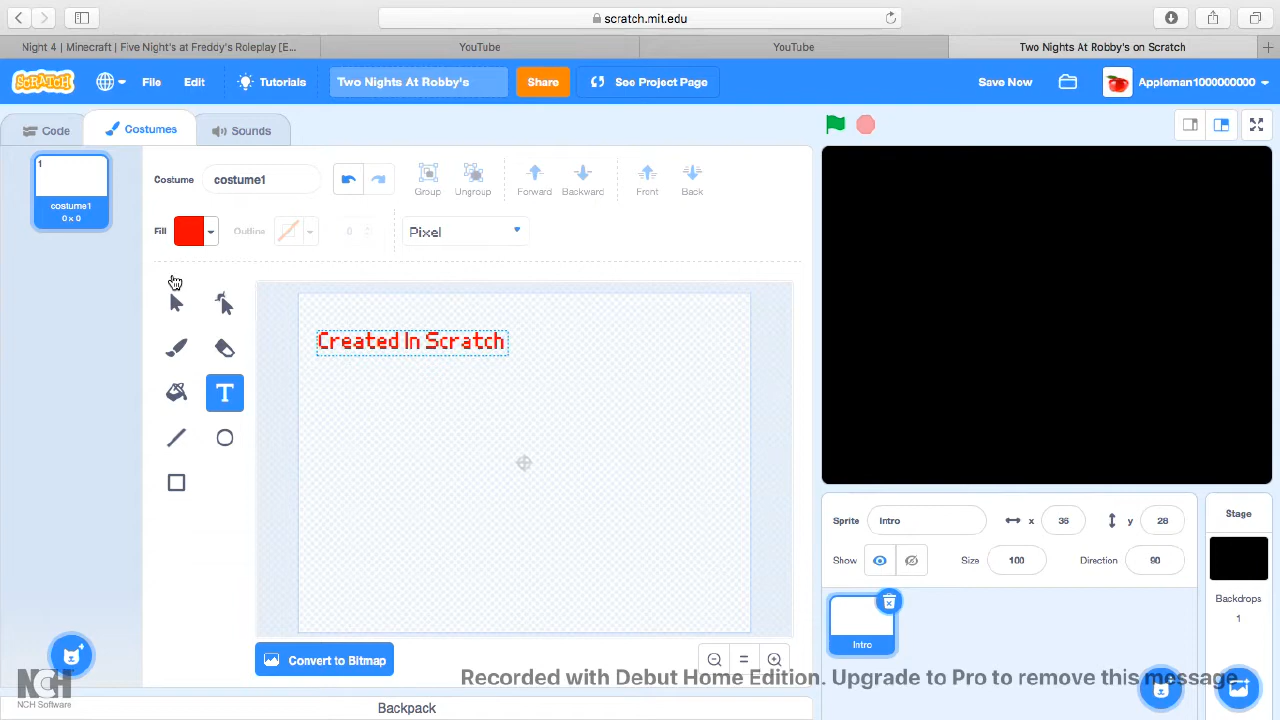 scratch.mit.edu
Night 4 | Minecraft | Five Night's at Freddy's Roleplay [E...
YouTube
YouTube
Two Nights At Robby's on Scratch
SCRATCH
File
Edit
Tutorials
Two Nights At Robby's
Share
See Project Page
Save Now
Appleman1000000000
Code
Costumes
Sounds
1
costume1
0 x 0
Costume
costume1
Group
Ungroup
Forward
Backward
Front
Back
Fill
Outline
0
Pixel
T
Created In Scratch
Convert to Bitmap
Sprite
Intro
x
36
y
28
Show
Size
100
Direction
90
Stage
Backdrops
1
Intro
NCH
NCH Software
Recorded with Debut Home Edition. Upgrade to Pro to remove this message.
Backpack